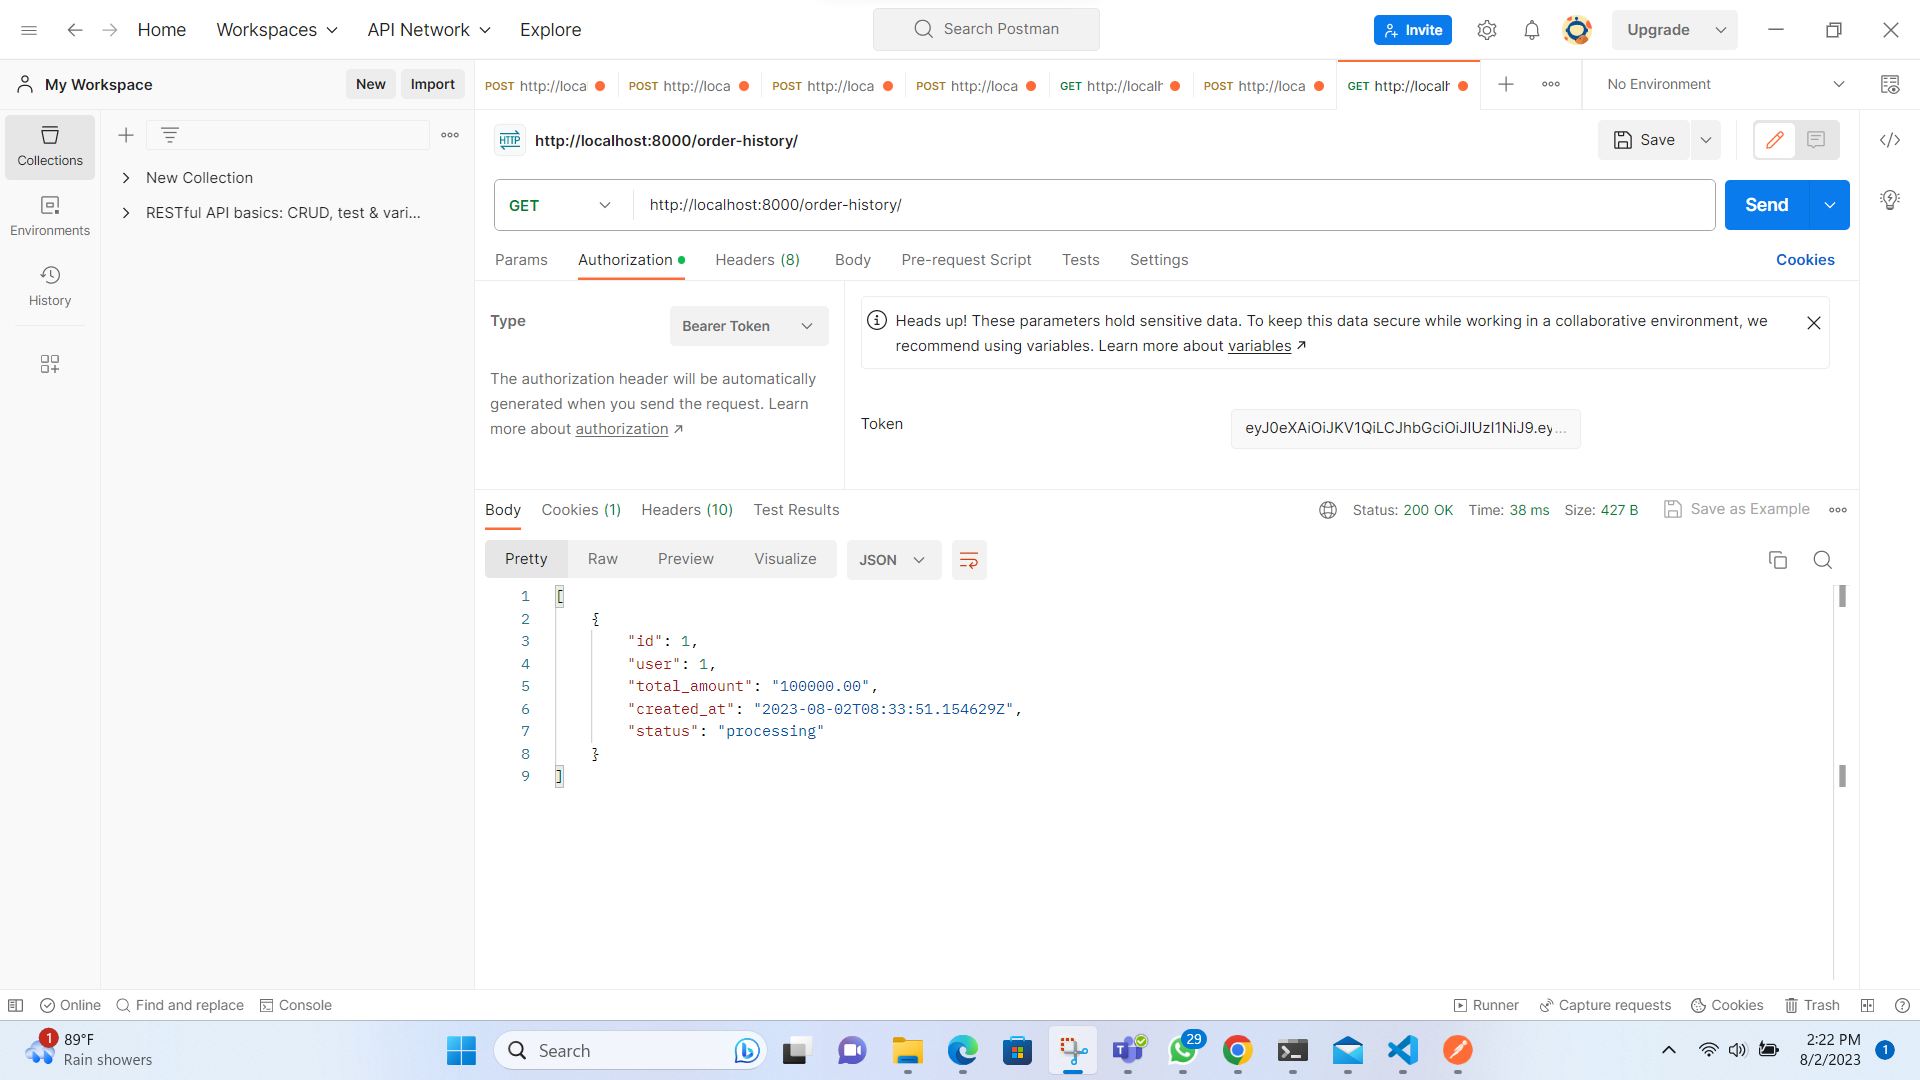 Home Workspaces API Network Explore Search Postman Invite Upgrade
My Workspace New Import POST http://loca POST http://loca POST http://loca POST http://loca GET http://localh POST http://loca GET http://localh No Environment
Collections
Environments
History
New Collection
RESTful API basics: CRUD, test & vari...
HTTP http://localhost:8000/order-history/ Save
GET http://localhost:8000/order-history/ Send
Params Authorization Headers (8) Body Pre-request Script Tests Settings Cookies
Type Bearer Token
The authorization header will be automatically
generated when you send the request. Learn
more about authorization ↗
Heads up! These parameters hold sensitive data. To keep this data secure while working in a collaborative environment, we
recommend using variables. Learn more about variables ↗
Token eyJ0eXAiOiJKV1QiLCJhbGciOiJIUzI1NiJ9.ey...
Body Cookies (1) Headers (10) Test Results Status: 200 OK Time: 38 ms Size: 427 B Save as Example
Pretty Raw Preview Visualize JSON
1 [
2 {
3 "id": 1,
4 "user": 1,
5 "total_amount": "100000.00",
6 "created_at": "2023-08-02T08:33:51.154629Z",
7 "status": "processing"
8 }
9 ]
Online Find and replace Console Runner Capture requests Cookies Trash
1 89°F
Rain showers
Search
29
2:22 PM
8/2/2023
1